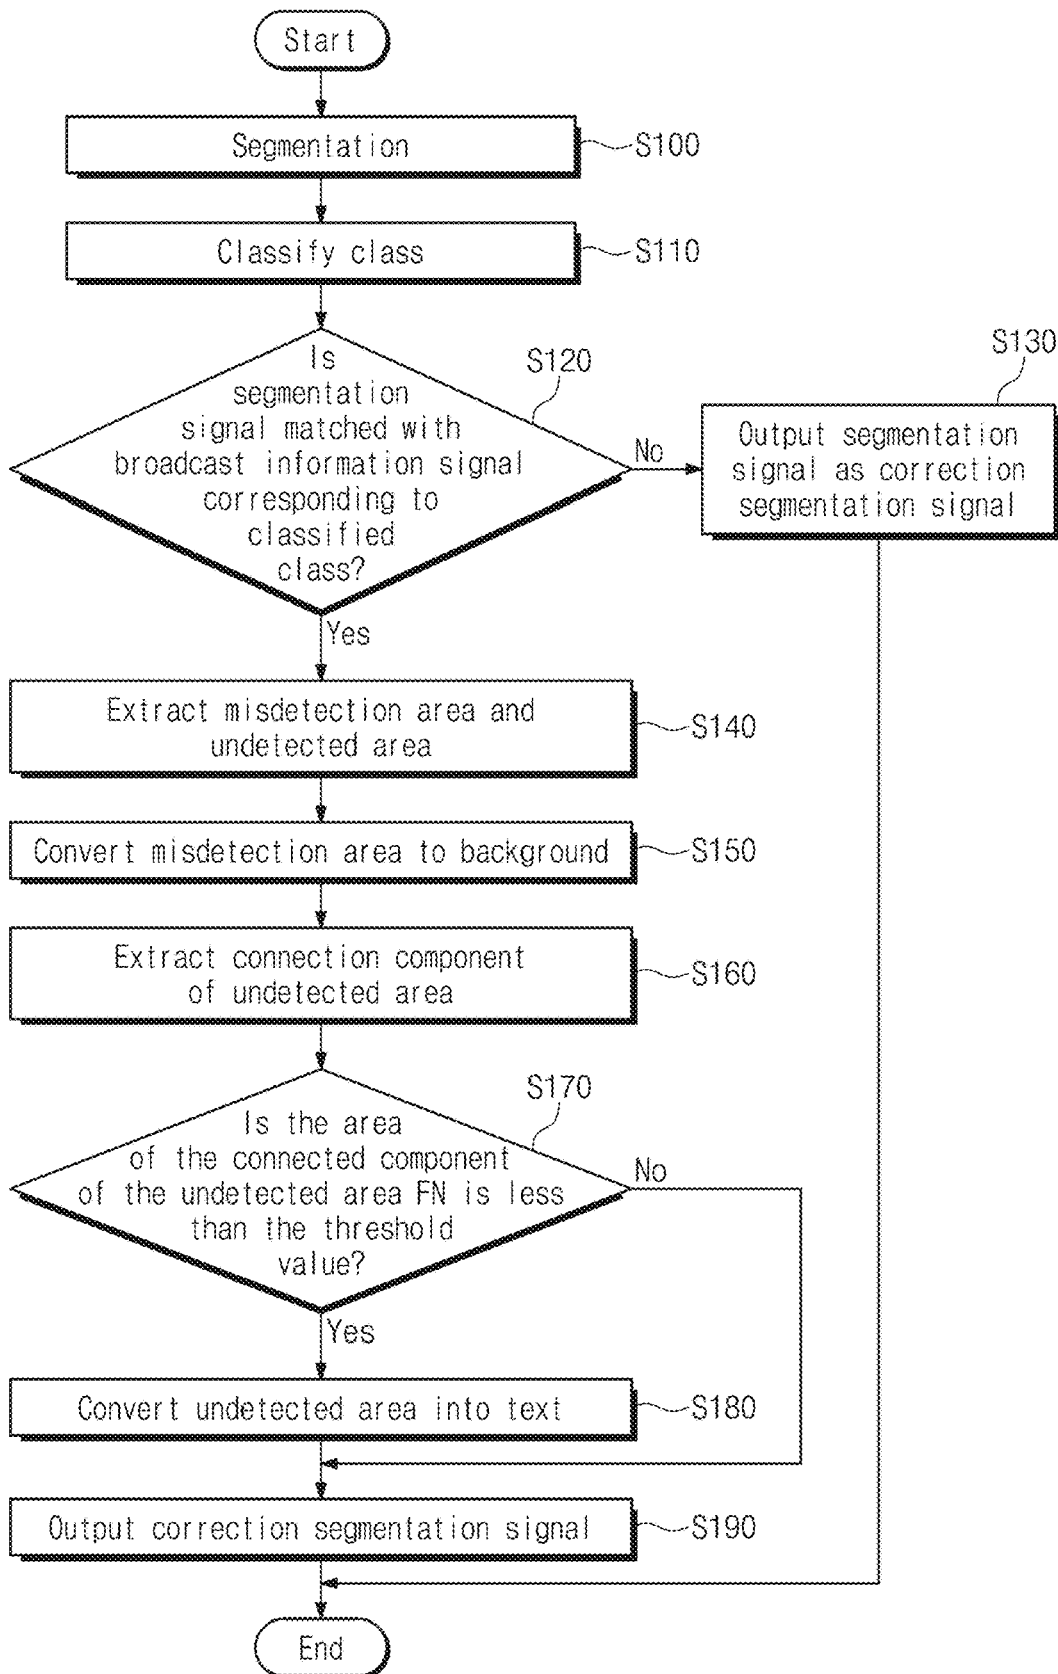 Start
Segmentation
S100
Classify class
S110
Is
segmentation
signal matched with
broadcast information signal
corresponding to
classified
class?
S120
No
S130
Output segmentation
signal as correction
segmentation signal
Yes
Extract misdetection area and
undetected area
S140
Convert misdetection area to background
S150
Extract connection component
of undetected area
S160
Is the area
of the connected component
of the undetected area FN is less
than the threshold
value?
S170
No
Yes
Convert undetected area into text
S180
Output correction segmentation signal
S190
End